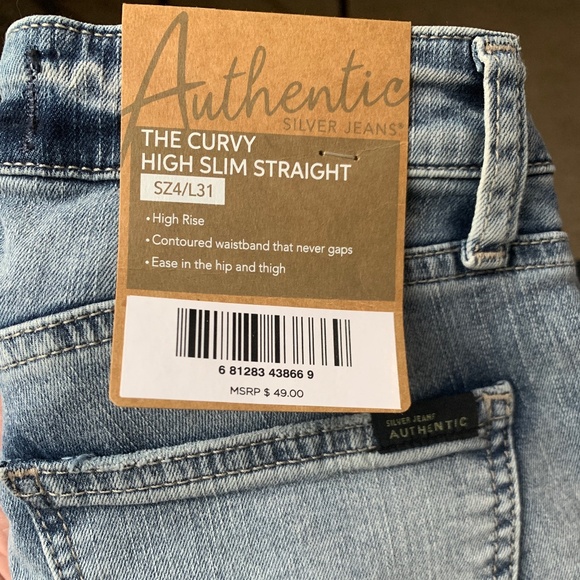 Authentic
SILVER JEANS®
THE CURVY
HIGH SLIM STRAIGHT
SZ4/L31
• High Rise
• Contoured waistband that never gaps
• Ease in the hip and thigh
6 81283 43866 9
MSRP $ 49.00
SILVER JEANS
AUTHENTIC